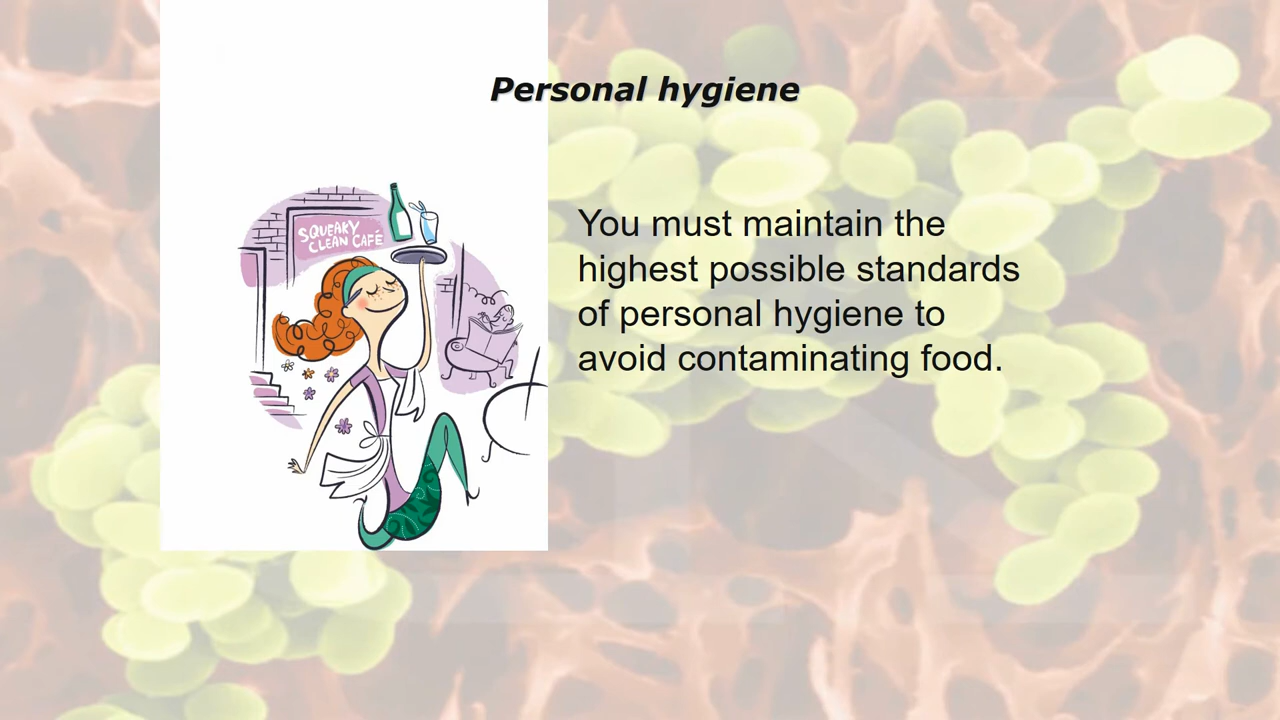 Personal hygiene
SQUEAKY
CLEAN CAFÉ
You must maintain the
highest possible standards
of personal hygiene to
avoid contaminating food.